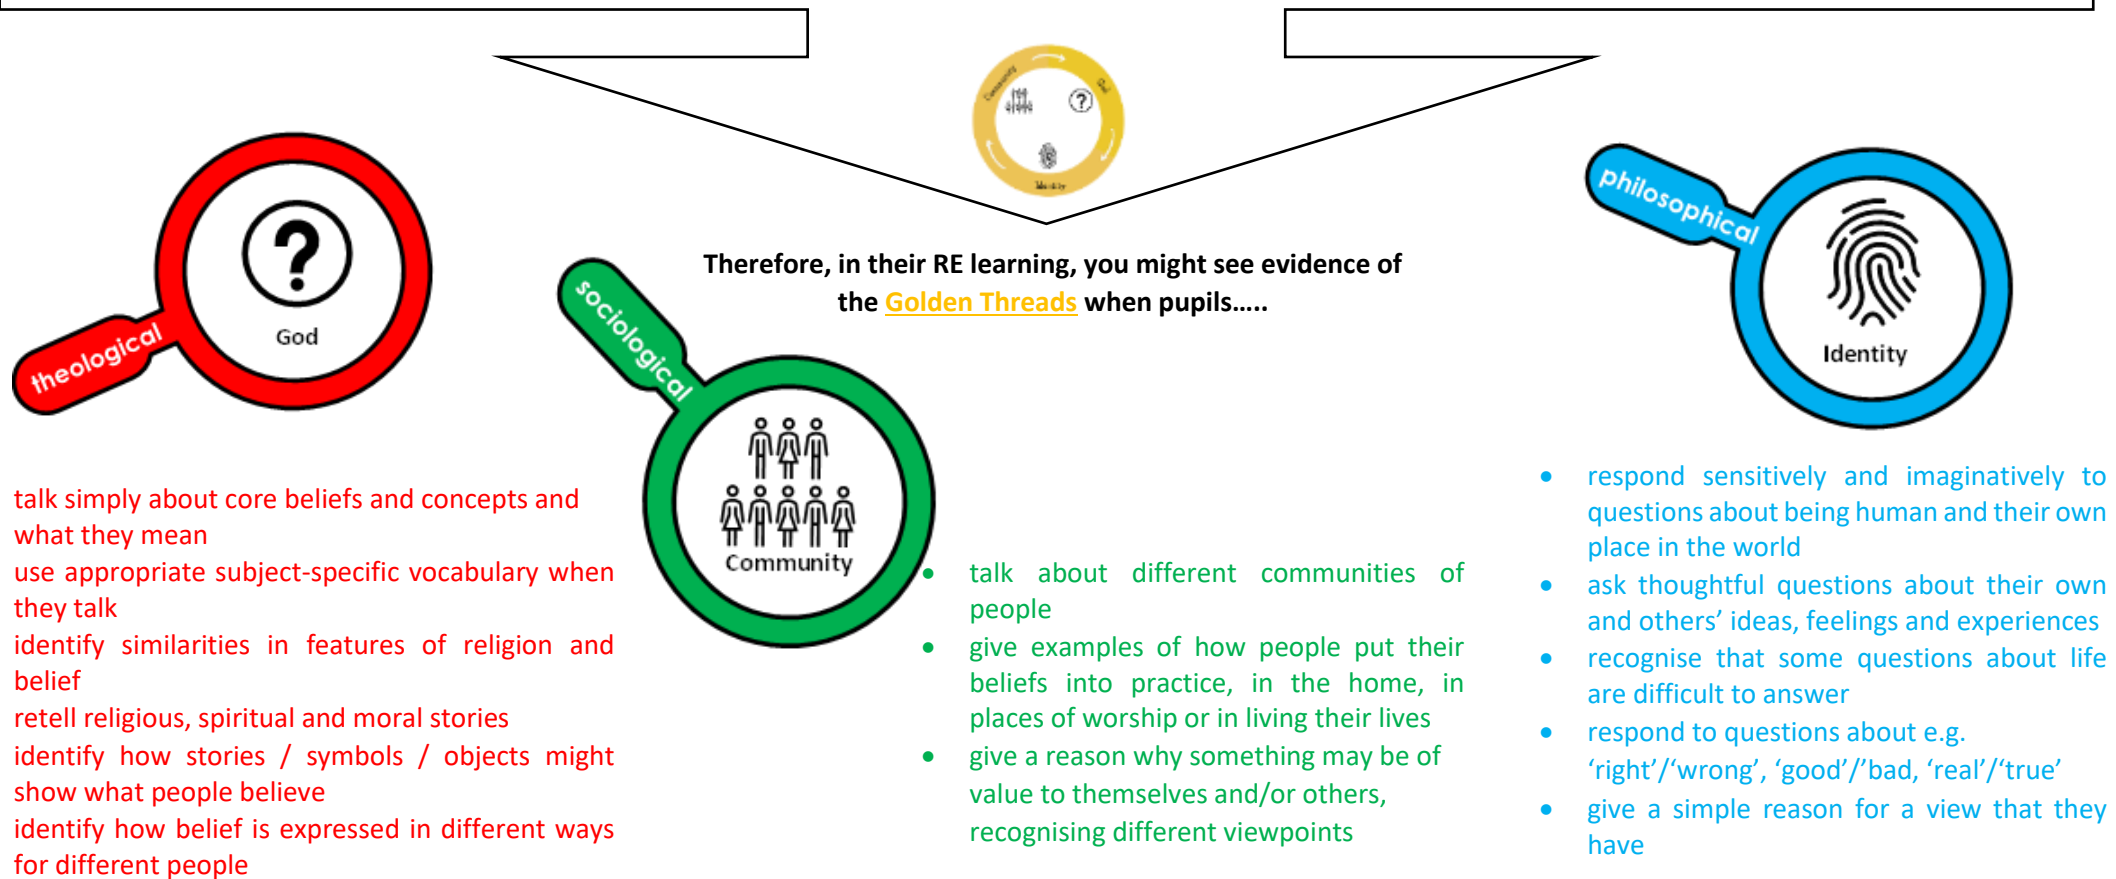 Community
God
Identity
Therefore, in their RE learning, you might see evidence of
the Golden Threads when pupils.....
theological
God
sociological
Community
philosophical
Identity
talk simply about core beliefs and concepts and
what they mean
use appropriate subject-specific vocabulary when
they talk
identify similarities in features of religion and
belief
retell religious, spiritual and moral stories
identify how stories / symbols / objects might
show what people believe
identify how belief is expressed in different ways
for different people
• talk about different communities of
people
• give examples of how people put their
beliefs into practice, in the home, in
places of worship or in living their lives
• give a reason why something may be of
value to themselves and/or others,
recognising different viewpoints
• respond sensitively and imaginatively to
questions about being human and their own
place in the world
• ask thoughtful questions about their own
and others’ ideas, feelings and experiences
• recognise that some questions about life
are difficult to answer
• respond to questions about e.g.
‘right’/‘wrong’, ‘good’/’bad, ‘real’/‘true’
• give a simple reason for a view that they
have